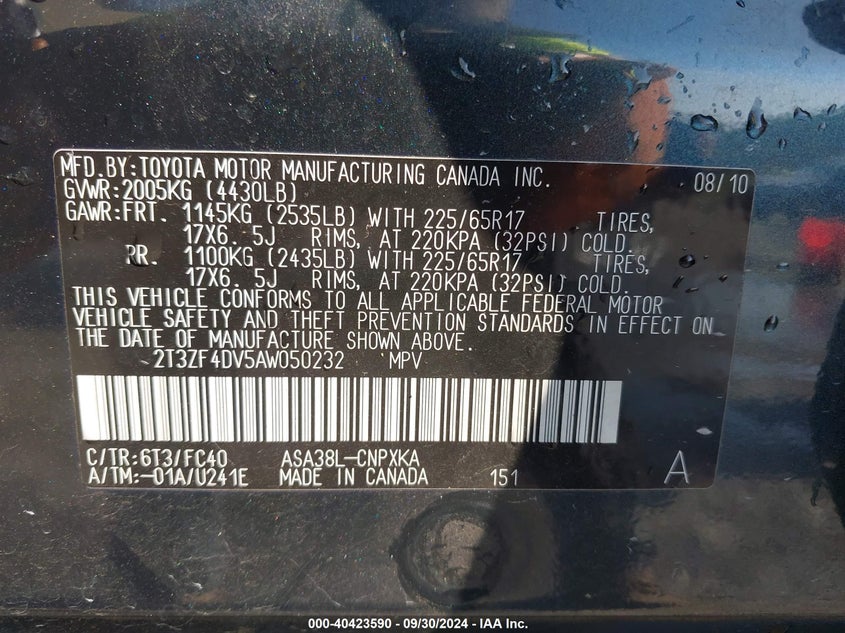 MFD.BY:TOYOTA MOTOR MANUFACTURING CANADA INC. 08/10
GVWR:2005KG (4430LB)
GAWR:FRT. 1145KG (2535LB) WITH 225/65R17 TIRES,
17X6. 5J RIMS, AT 220KPA (32PSI) COLD.
RR. 1100KG (2435LB) WITH 225/65R17 TIRES,
17X6. 5J RIMS, AT 220KPA (32PSI) COLD.
THIS VEHICLE CONFORMS TO ALL APPLICABLE FEDERAL MOTOR
VEHICLE SAFETY AND THEFT PREVENTION STANDARDS IN EFFECT ON
THE DATE OF MANUFACTURE SHOWN ABOVE.
2T3ZF4DV5AW050232 MPV
C/TR:6T3/FC40 ASA38L-CNPXKA
A/TM:-01A/U241E MADE IN CANADA 151 A
000-40423590 - 09/30/2024 - IAA Inc.